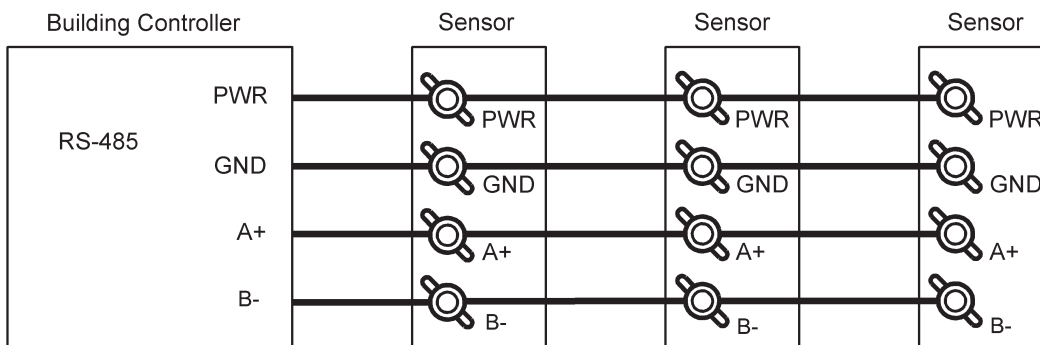 Building Controller
Sensor
Sensor
Sensor
RS-485
PWR
GND
A+
B-
PWR
GND
A+
B-
PWR
GND
A+
B-
PWR
GND
A+
B-